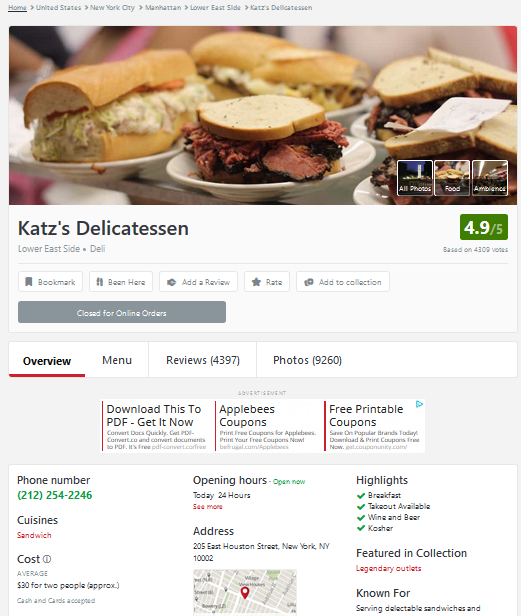 Home > United States > New York City > Manhattan > Lower East Side > Katz's Delicatessen
All Photos
Food
Ambience
Katz's Delicatessen
4.9/5
Lower East Side • Deli
Based on 4309 votes
Bookmark
Been Here
Add a Review
Rate
Add to collection
Closed for Online Orders
Overview
Menu
Reviews (4397)
Photos (9260)
ADVERTISEMENT
Download This To
PDF - Get It Now
Convert Docs Quickly. Get PDF-
Convert.co and convert documents
to PDF. It's Free pdf-convert.co/free
Applebees
Coupons
Print Free Coupons for Applebees.
Print Your Free Coupons Now!
befrugal.com/Applebees
Free Printable
Coupons
Save On Popular Brands Today!
Download & Print Coupons Free
Now. get.couponunity.com/
Phone number
(212) 254-2246
Cuisines
Sandwich
Cost
AVERAGE
$30 for two people (approx.)
Cash and Cards accepted
Opening hours - Open now
Today 24 Hours
See more
Address
205 East Houston Street, New York, NY
10002
Village
View Houses
Highlights
Breakfast
Takeout Available
Wine and Beer
Kosher
Featured in Collection
Legendary outlets
Known For
Serving delectable sandwiches and